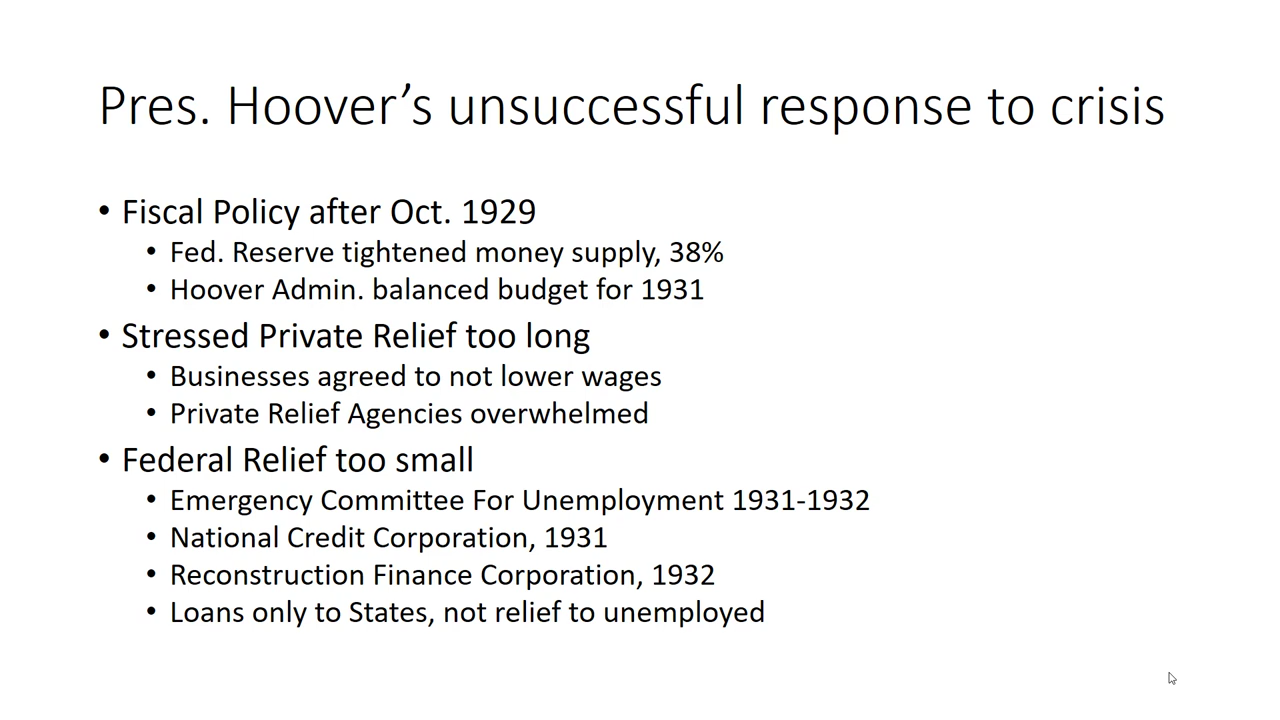 Pres. Hoover’s unsuccessful response to crisis
• Fiscal Policy after Oct. 1929
• Fed. Reserve tightened money supply, 38%
• Hoover Admin. balanced budget for 1931
• Stressed Private Relief too long
• Businesses agreed to not lower wages
• Private Relief Agencies overwhelmed
• Federal Relief too small
• Emergency Committee For Unemployment 1931-1932
• National Credit Corporation, 1931
• Reconstruction Finance Corporation, 1932
• Loans only to States, not relief to unemployed